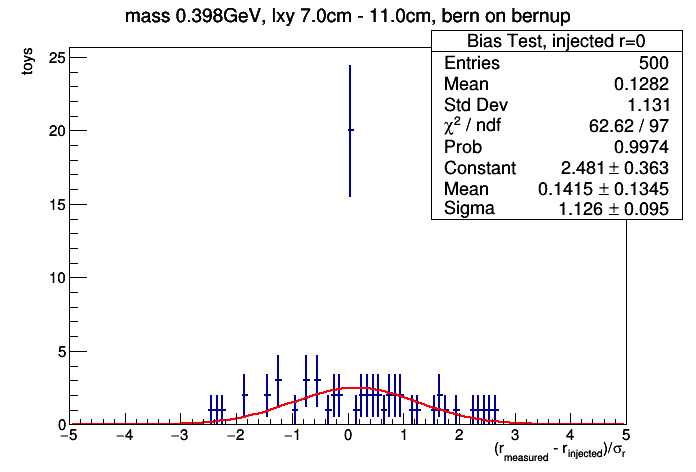 mass 0.398GeV, lxy 7.0cm - 11.0cm, bern on bernup
Bias Test, injected r=0
Entries 500
Mean 0.1282
Std Dev 1.131
χ² / ndf 62.62 / 97
Prob 0.9974
Constant 2.481 ± 0.363
Mean 0.1415 ± 0.1345
Sigma 1.126 ± 0.095
toys
25
20
15
10
5
0
−5 −4 −3 −2 −1 0 1 2 3 4 5
(r_measured - r_injected)/σ_r